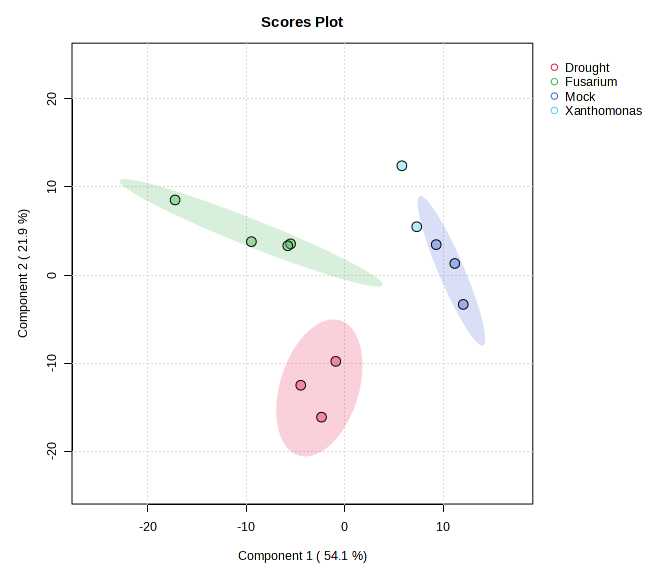 Scores Plot
Drought
Fusarium
Mock
Xanthomonas
Component 2 ( 21.9 %)
20
10
0
-10
-20
-20
-10
0
10
Component 1 ( 54.1 %)